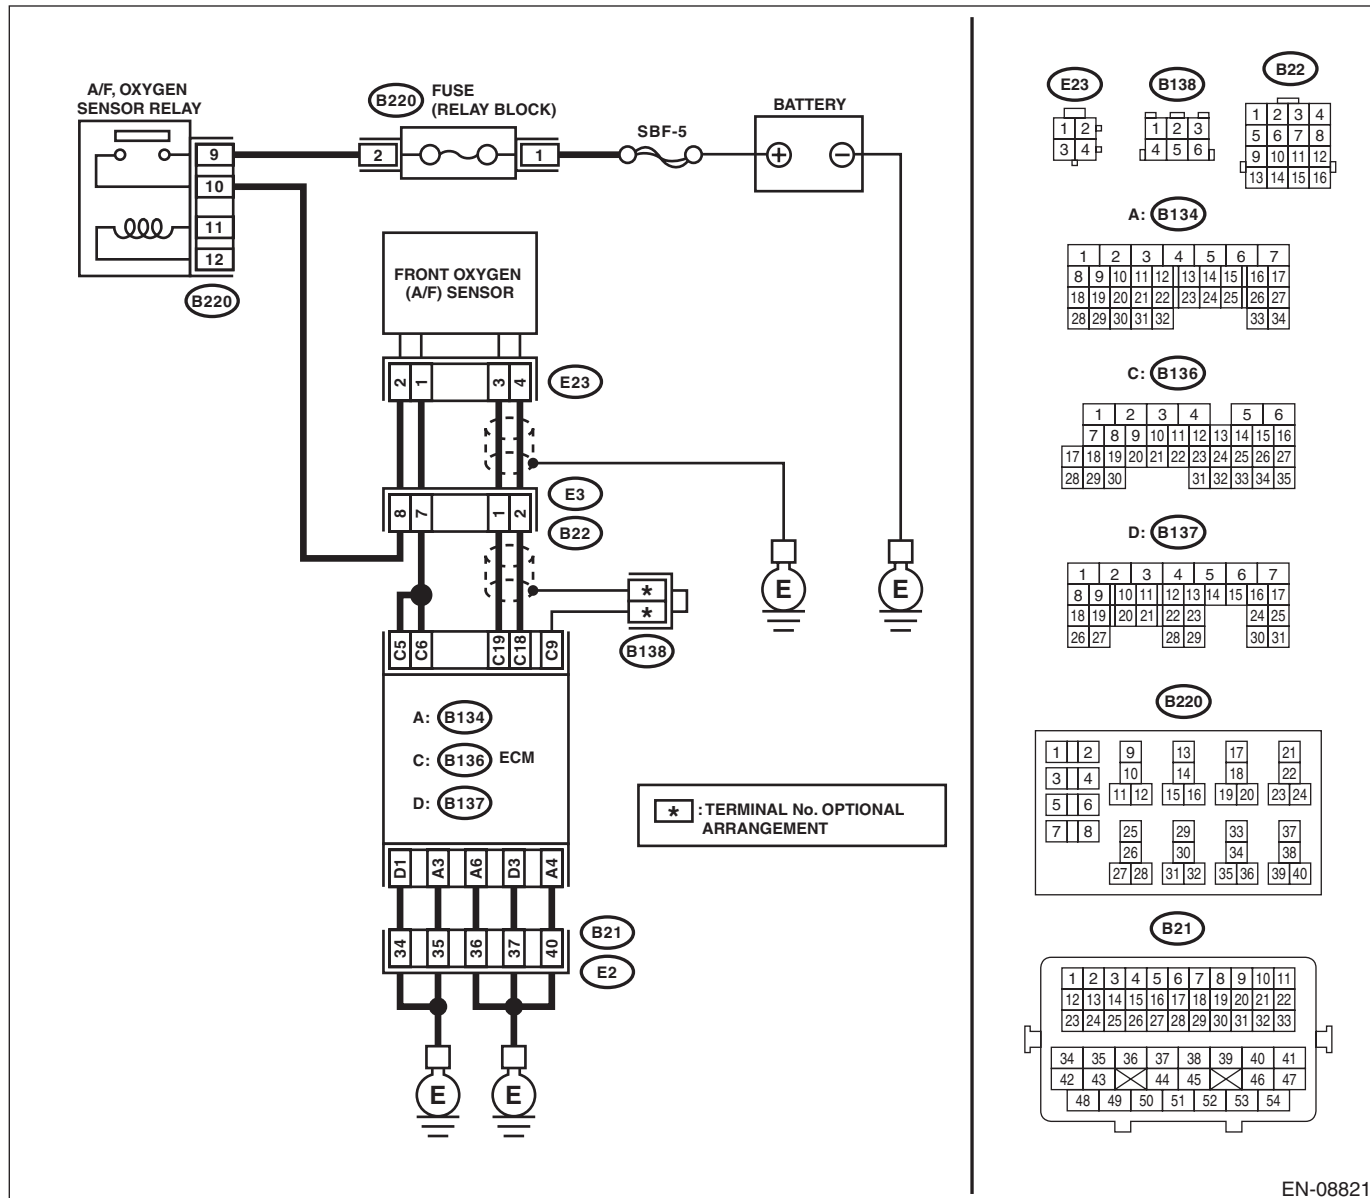 A/F, OXYGEN
SENSOR RELAY
B220
FUSE
(RELAY BLOCK)
SBF-5
BATTERY
9
10
11
12
2
1
+
−
B220
FRONT OXYGEN
(A/F) SENSOR
2 1 3 4
E23
8 7 1 2
E3
B22
E
E
*
*
B138
C5 C6 C19 C18 C9
A: B134
C: B136 ECM
D: B137
* : TERMINAL No. OPTIONAL
ARRANGEMENT
D1 A3 A6 D3 A4
34 35 36 37 40
B21
E2
E
E
E23
1 2
3 4
B138
1 2 3
4 5 6
B22
1 2 3 4
5 6 7 8
9 10 11 12
13 14 15 16
A: B134
1 2 3 4 5 6 7
8 9 10 11 12 13 14 15 16 17
18 19 20 21 22 23 24 25 26 27
28 29 30 31 32 33 34
C: B136
1 2 3 4 5 6
7 8 9 10 11 12 13 14 15 16
17 18 19 20 21 22 23 24 25 26 27
28 29 30 31 32 33 34 35
D: B137
1 2 3 4 5 6 7
8 9 10 11 12 13 14 15 16 17
18 19 20 21 22 23 24 25
26 27 28 29 30 31
B220
1 2
3 4
5 6
7 8
9 13 17 21
10 14 18 22
11 12 15 16 19 20 23 24
25 29 33 37
26 30 34 38
27 28 31 32 35 36 39 40
B21
1 2 3 4 5 6 7 8 9 10 11
12 13 14 15 16 17 18 19 20 21 22
23 24 25 26 27 28 29 30 31 32 33
34 35 36 37 38 39 40 41
42 43 44 45 46 47
48 49 50 51 52 53 54
EN-08821